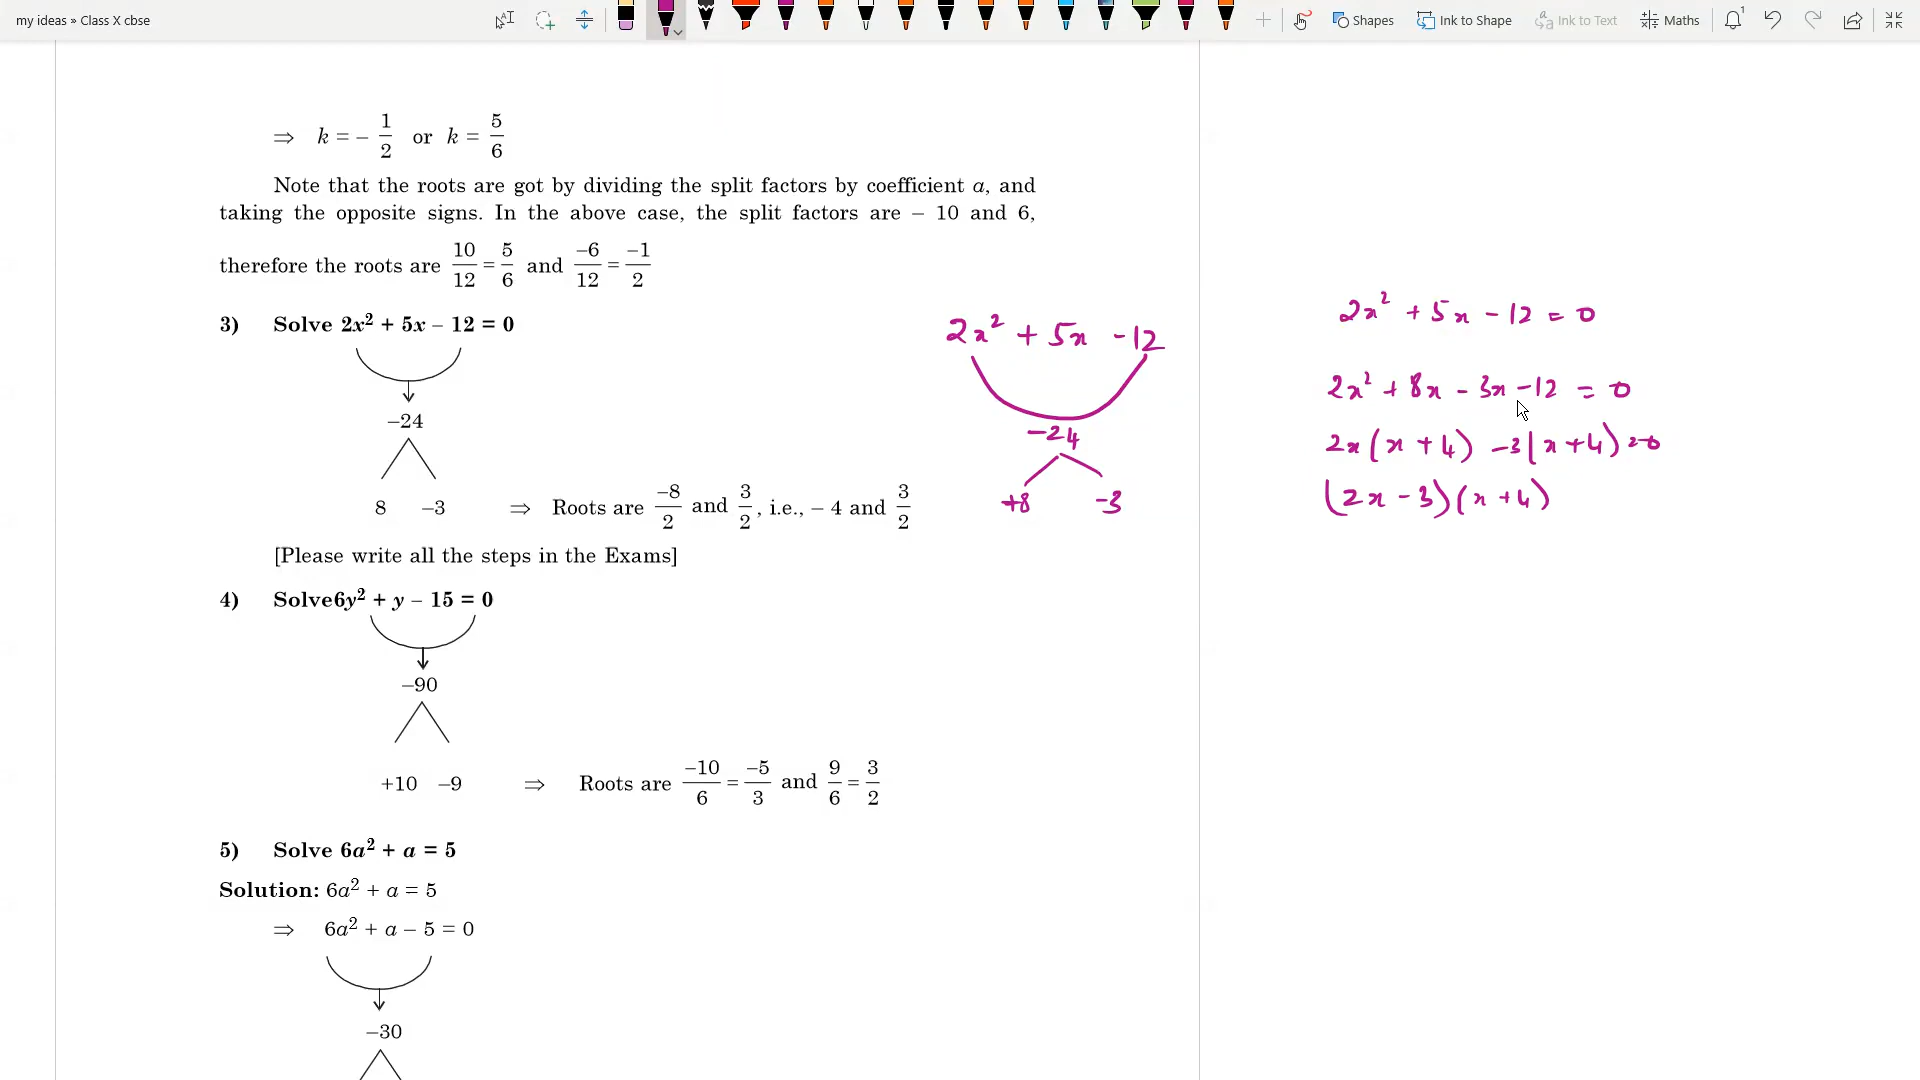 my ideas » Class X cbse
Shapes Ink to Shape Ink to Text Maths 1
⇒ k = – 1/2 or k = 5/6
Note that the roots are got by dividing the split factors by coefficient a, and
taking the opposite signs. In the above case, the split factors are – 10 and 6,
therefore the roots are 10/12 = 5/6 and –6/12 = –1/2
3) Solve 2x² + 5x – 12 = 0
–24
8 –3 ⇒ Roots are –8/2 and 3/2, i.e., – 4 and 3/2
[Please write all the steps in the Exams]
4) Solve6y² + y – 15 = 0
–90
+10 –9 ⇒ Roots are –10/6 = –5/3 and 9/6 = 3/2
5) Solve 6a² + a = 5
Solution: 6a² + a = 5
⇒ 6a² + a – 5 = 0
–30
2x² + 5x -12
-24
+8 -3
2x² + 5x - 12 = 0
2x² + 8x - 3x - 12 = 0
2x(x + 4) -3(x + 4) = 0
(2x - 3)(x + 4)